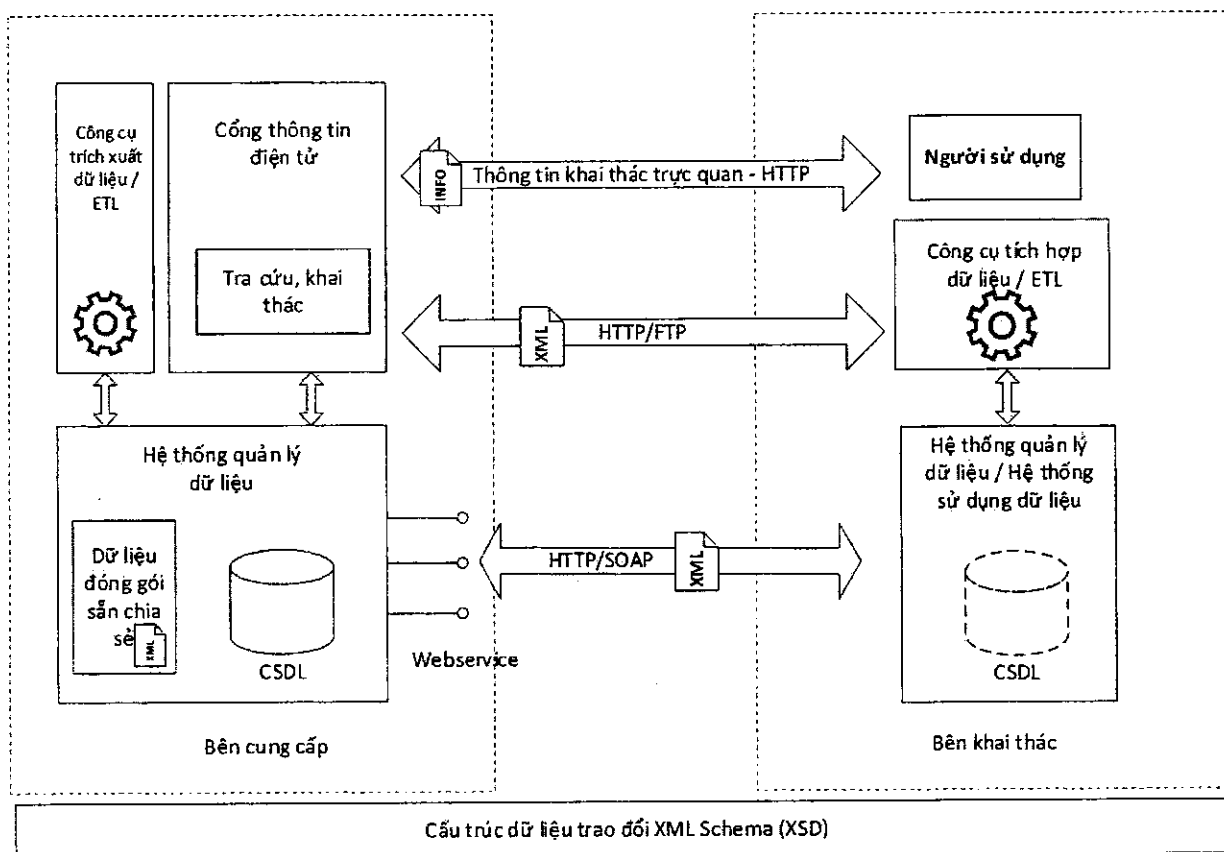 Công cụ
trích xuất
dữ liệu /
ETL
Cổng thông tin
điện tử
Tra cứu, khai
thác
INFO
Thông tin khai thác trực quan - HTTP
Người sử dụng
Công cụ tích hợp
dữ liệu / ETL
XML
HTTP/FTP
Hệ thống quản lý
dữ liệu
Dữ liệu
đóng gói
sẵn chia
sẻ
XML
CSDL
Webservice
HTTP/SOAP
XML
Hệ thống quản lý
dữ liệu / Hệ thống
sử dụng dữ liệu
CSDL
Bên cung cấp
Bên khai thác
Cấu trúc dữ liệu trao đổi XML Schema (XSD)